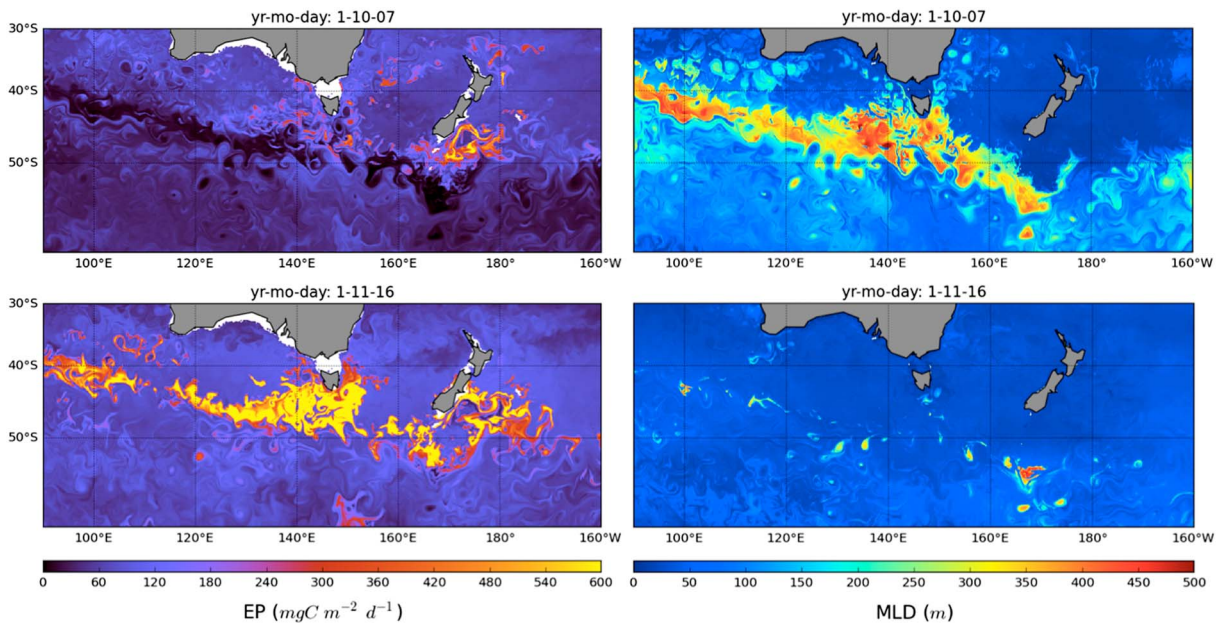 yr-mo-day: 1-10-07
yr-mo-day: 1-10-07
30°S
40°S
50°S
100°E 120°E 140°E 160°E 180° 160°W
100°E 120°E 140°E 160°E 180° 160°W
yr-mo-day: 1-11-16
yr-mo-day: 1-11-16
30°S
40°S
50°S
100°E 120°E 140°E 160°E 180° 160°W
100°E 120°E 140°E 160°E 180° 160°W
0 60 120 180 240 300 360 420 480 540 600
0 50 100 150 200 250 300 350 400 450 500
EP (mgC m⁻² d⁻¹)
MLD (m)